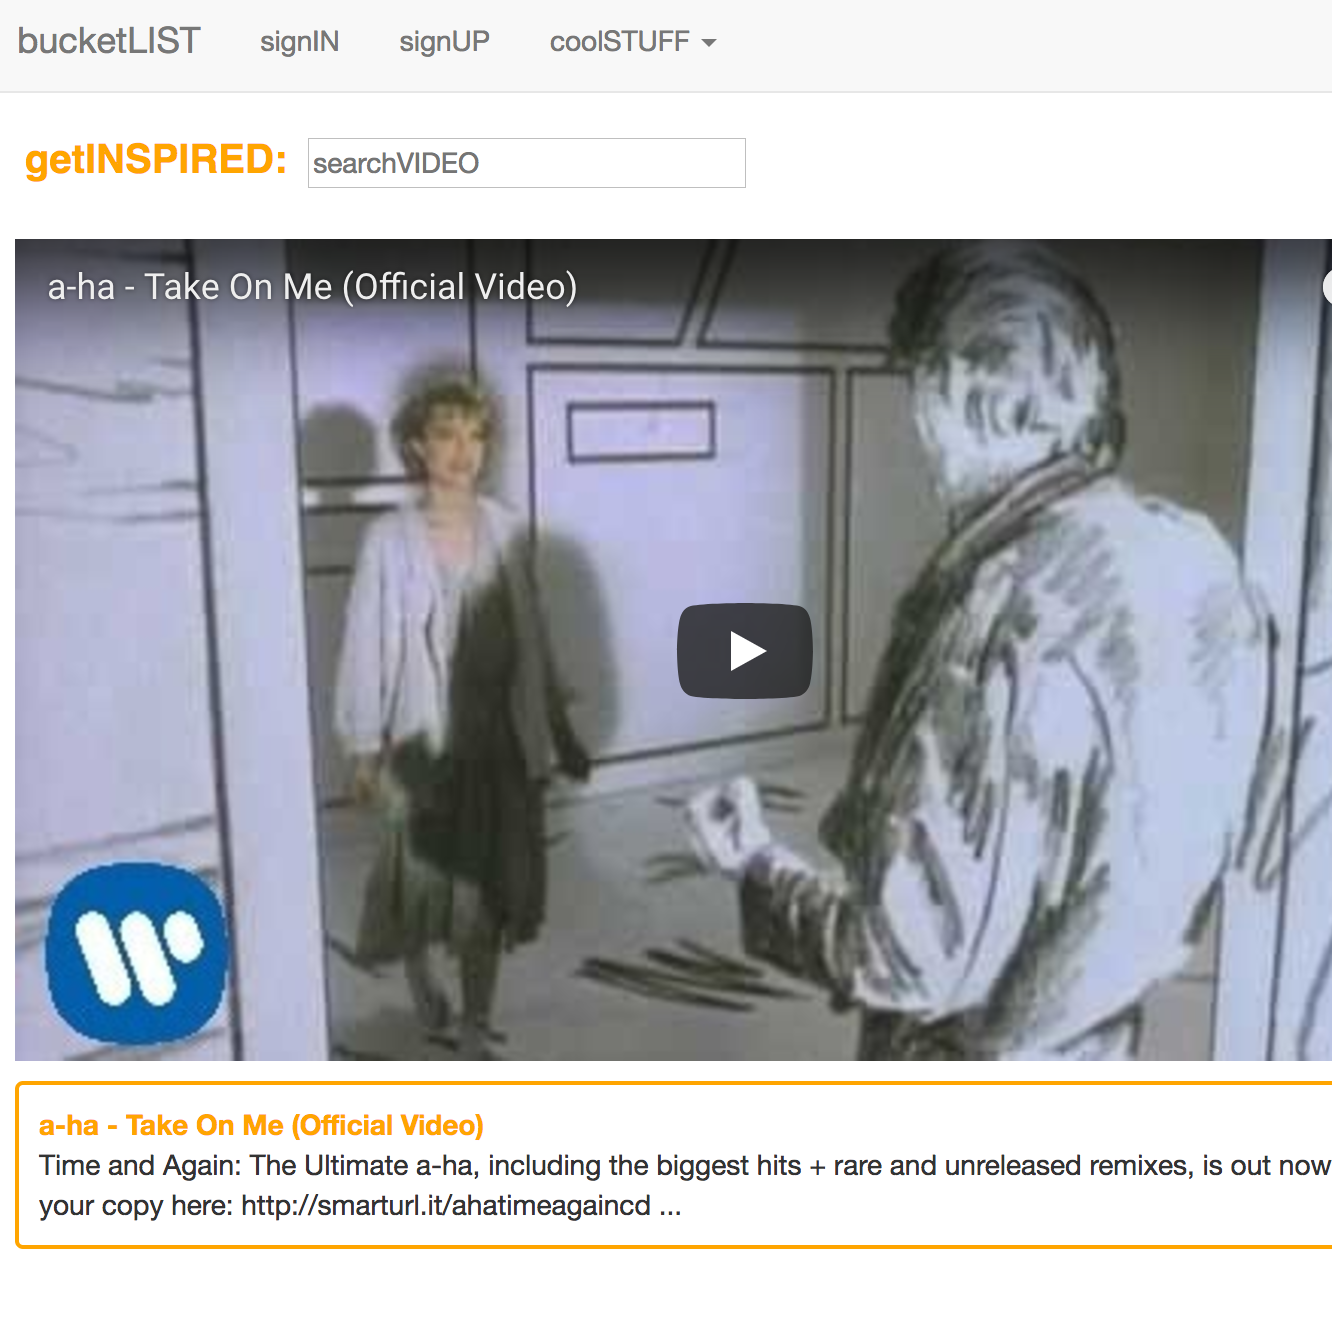 bucketLIST signIN signUP coolSTUFF
getINSPIRED: searchVIDEO
a-ha - Take On Me (Official Video)
a-ha - Take On Me (Official Video)
Time and Again: The Ultimate a-ha, including the biggest hits + rare and unreleased remixes, is out now
your copy here: http://smarturl.it/ahatimeagaincd ...